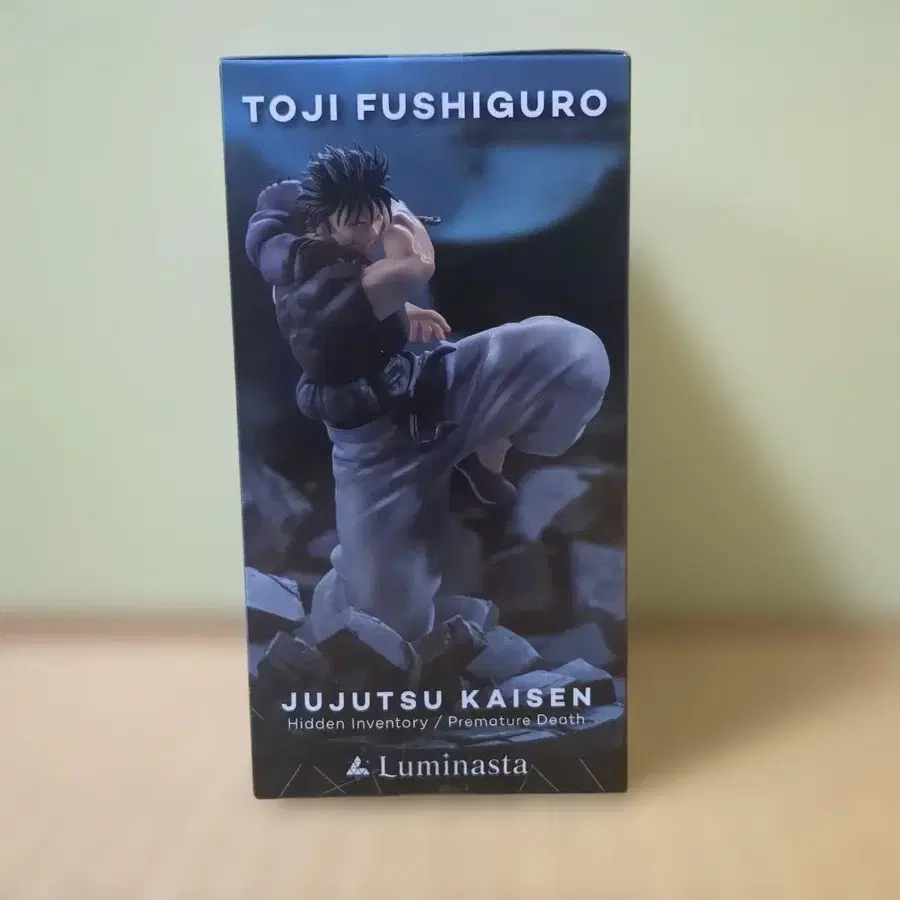 TOJI FUSHIGURO
JUJUTSU KAISEN
Hidden Inventory / Premature Death
Luminasta